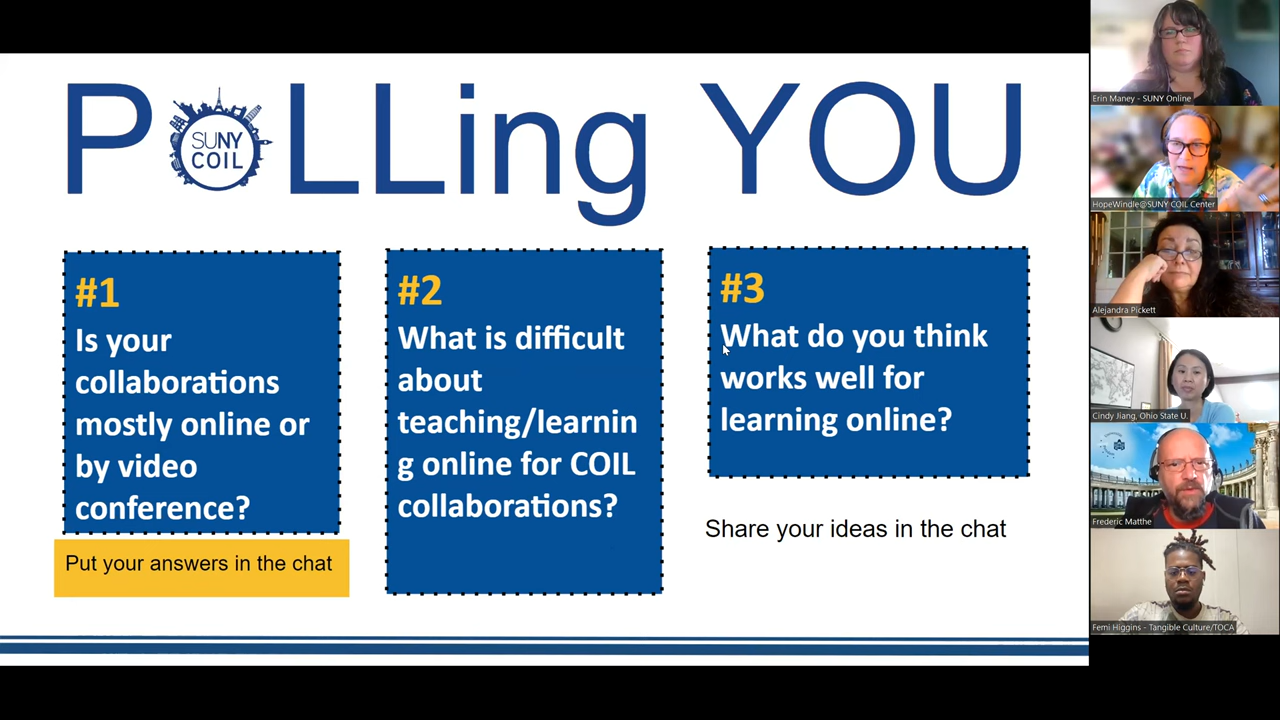 POLLing YOU
SUNY
COIL
#1
Is your
collaborations
mostly online or
by video
conference?
Put your answers in the chat
#2
What is difficult
about
teaching/learnin
g online for COIL
collaborations?
#3
What do you think
works well for
learning online?
Share your ideas in the chat
Erin Maney - SUNY Online
HopeWindle@SUNY COIL Center
Alejandra Pickett
Cindy Jiang, Ohio State U.
Frederic Matthe
Femi Higgins - Tangible Culture/TOCA